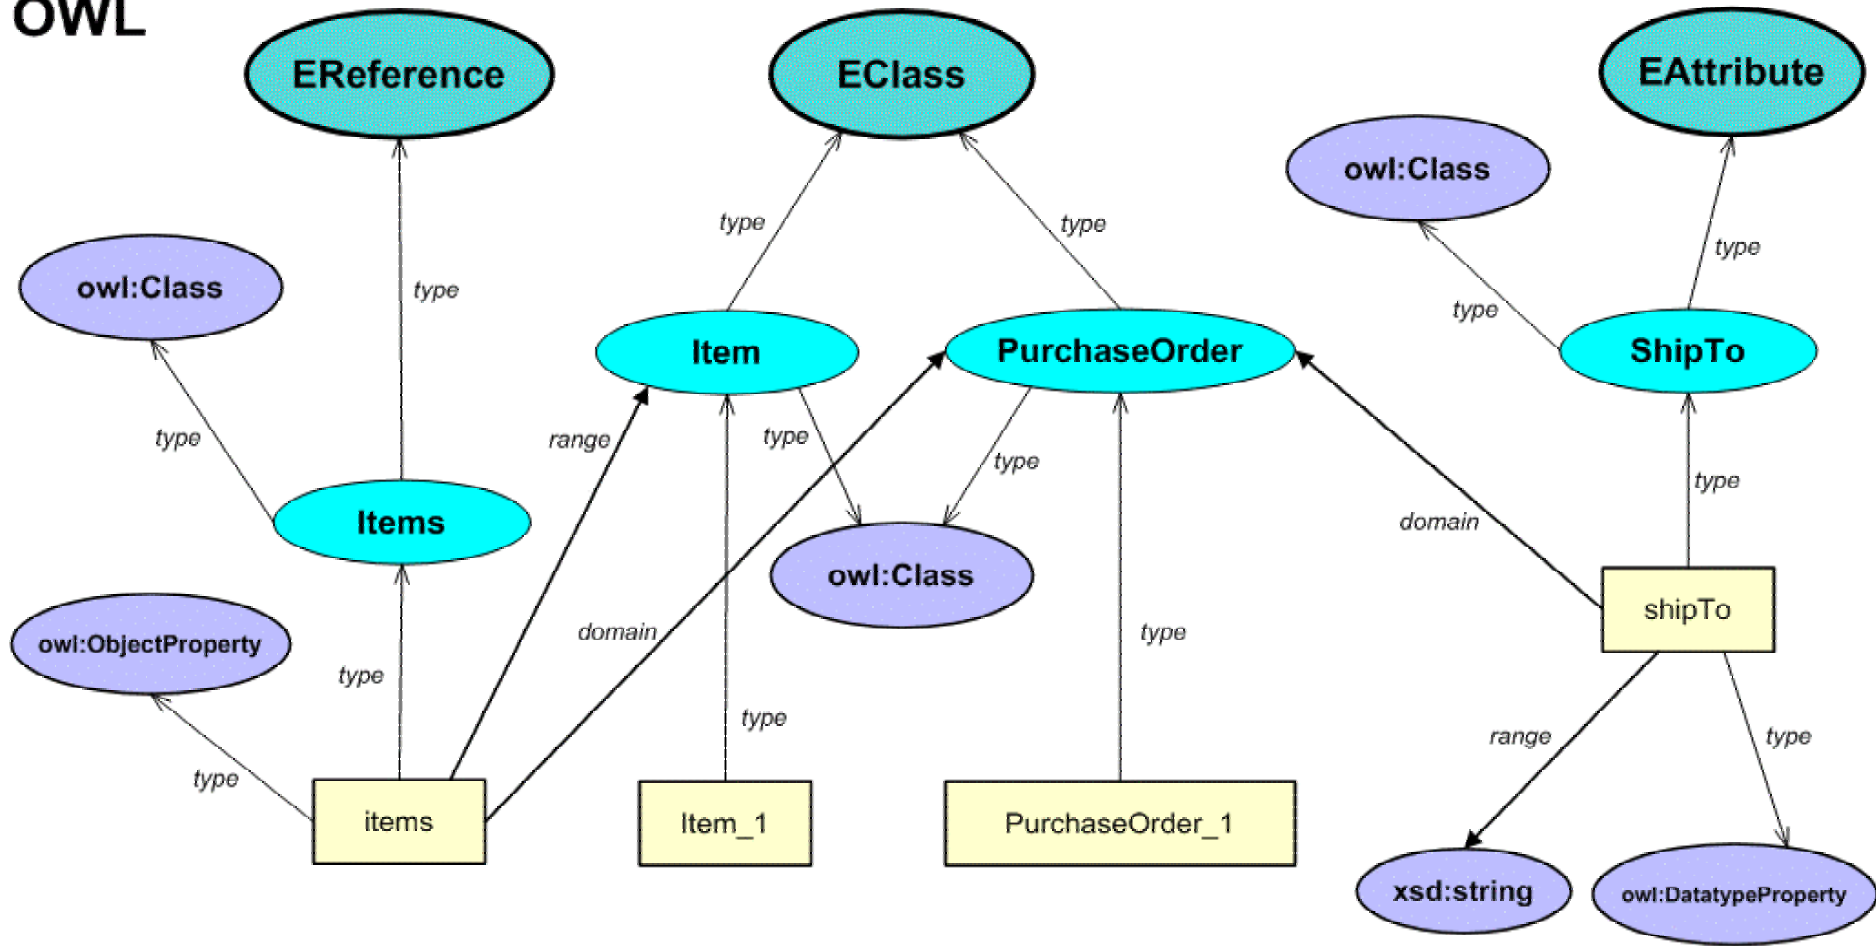 OWL
EReference
EClass
EAttribute
owl:Class
type
type
type
owl:Class
type
type
Item
PurchaseOrder
ShipTo
type
range
type
type
type
Items
domain
owl:Class
owl:ObjectProperty
domain
type
shipTo
type
type
range
type
type
items
Item_1
PurchaseOrder_1
xsd:string
owl:DatatypeProperty